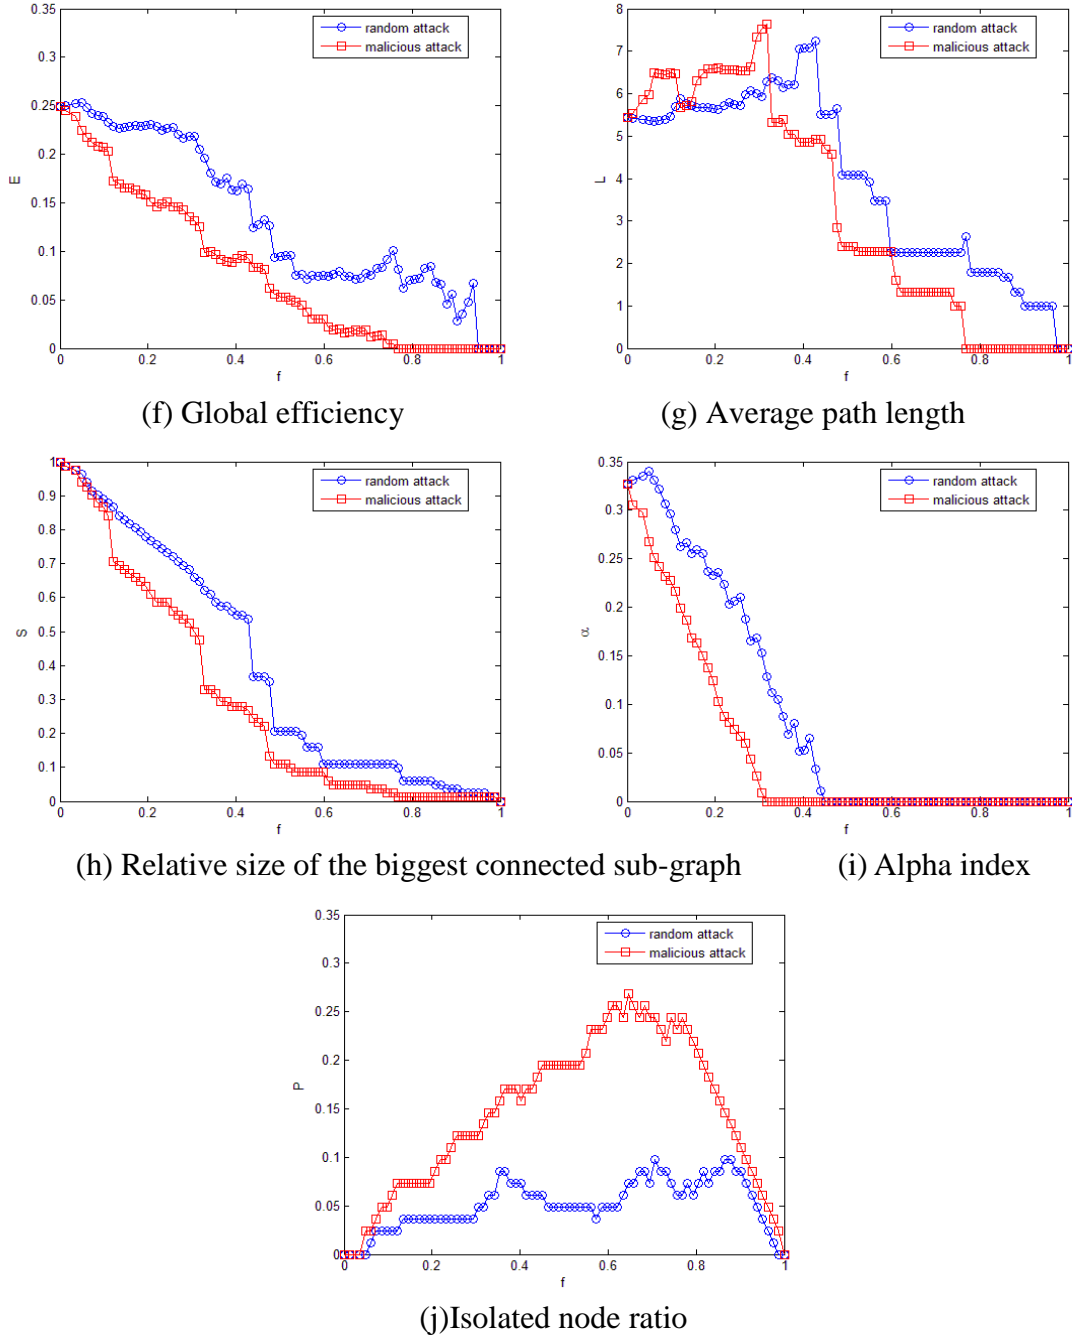 0.35
0.3
0.25
0.2
0.15
0.1
0.05
0
E
random attack
malicious attack
0 0.2 0.4 0.6 0.8 1
f
8
7
6
5
4
3
2
1
0
L
random attack
malicious attack
0 0.2 0.4 0.6 0.8 1
f
(f) Global efficiency
(g) Average path length
1
0.9
0.8
0.7
0.6
0.5
0.4
0.3
0.2
0.1
0
S
random attack
malicious attack
0 0.2 0.4 0.6 0.8 1
f
0.35
0.3
0.25
0.2
0.15
0.1
0.05
0
α
random attack
malicious attack
0 0.2 0.4 0.6 0.8 1
f
(h) Relative size of the biggest connected sub-graph
(i) Alpha index
0.35
0.3
0.25
0.2
0.15
0.1
0.05
0
P
random attack
malicious attack
0 0.2 0.4 0.6 0.8 1
f
(j)Isolated node ratio